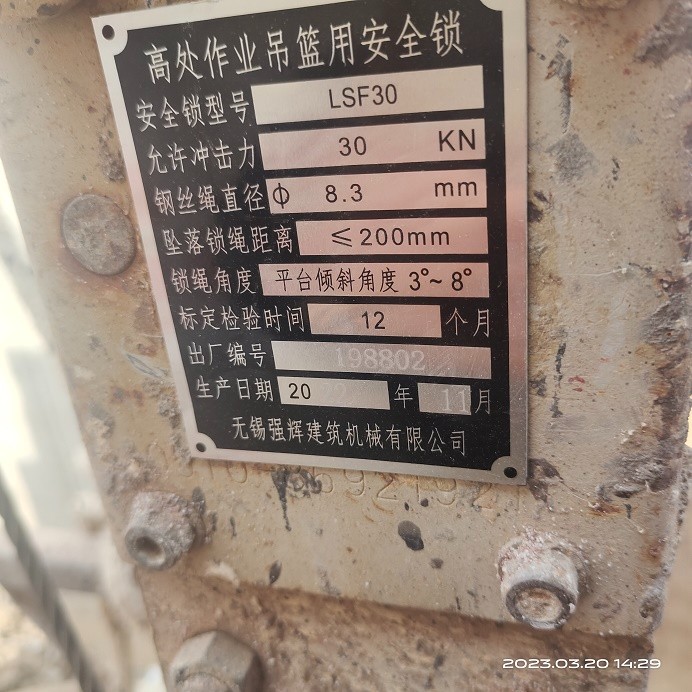 高处作业吊篮用安全锁
安全锁型号 LSF30
允许冲击力 30 KN
钢丝绳直径 ф 8.3 mm
坠落锁绳距离 ≤200mm
锁绳角度 平台倾斜角度 3°~8°
标定检验时间 12 个月
出厂编号 198802
生产日期 20 年 11 月
无锡强辉建筑机械有限公司
2023.03.20 14:29